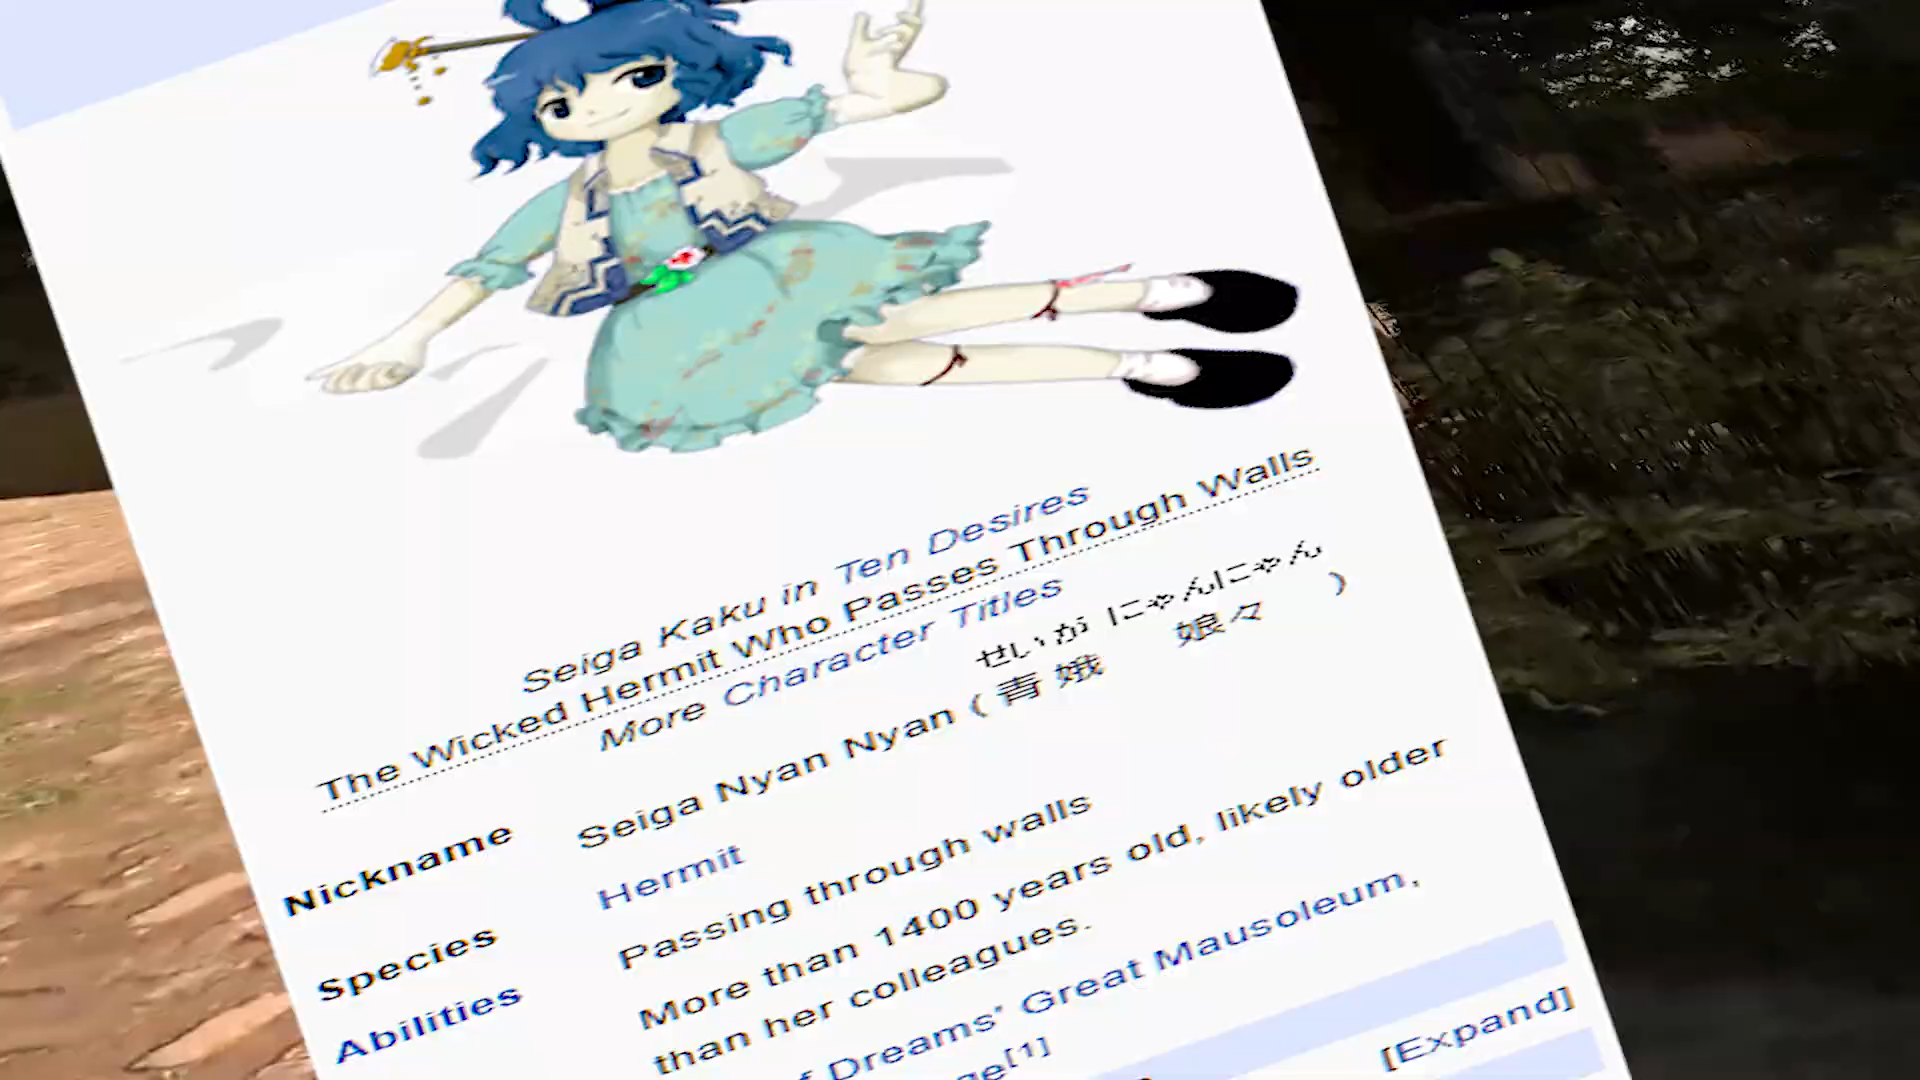 Seiga Kaku in Ten Desires
The Wicked Hermit Who Passes Through Walls
More Character Titles
せいが にゃんにゃん
Nickname Seiga Nyan Nyan (青娥 娘々)
Species Hermit
Abilities Passing through walls
More than 1400 years old, likely older
than her colleagues.
Dreams' Great Mausoleum,
[1]
[Expand]